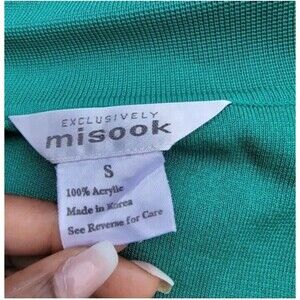 EXCLUSIVELY
misook
S
100% Acrylic
Made in Korea
See Reverse for Care